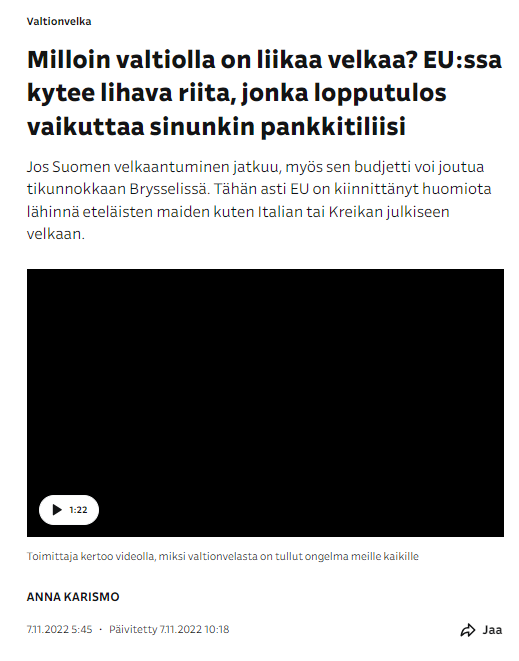 Valtionvelka
Milloin valtiolla on liikaa velkaa? EU:ssa
kytee lihava riita, jonka lopputulos
vaikuttaa sinunkin pankkitiliisi
Jos Suomen velkaantuminen jatkuu, myös sen budjetti voi joutua
tikunnokkaan Brysselissä. Tähän asti EU on kiinnittänyt huomiota
lähinnä eteläisten maiden kuten Italian tai Kreikan julkiseen
velkaan.
1:22
Toimittaja kertoo videolla, miksi valtionvelasta on tullut ongelma meille kaikille
ANNA KARISMO
7.11.2022 5:45 · Päivitetty 7.11.2022 10:18
Jaa